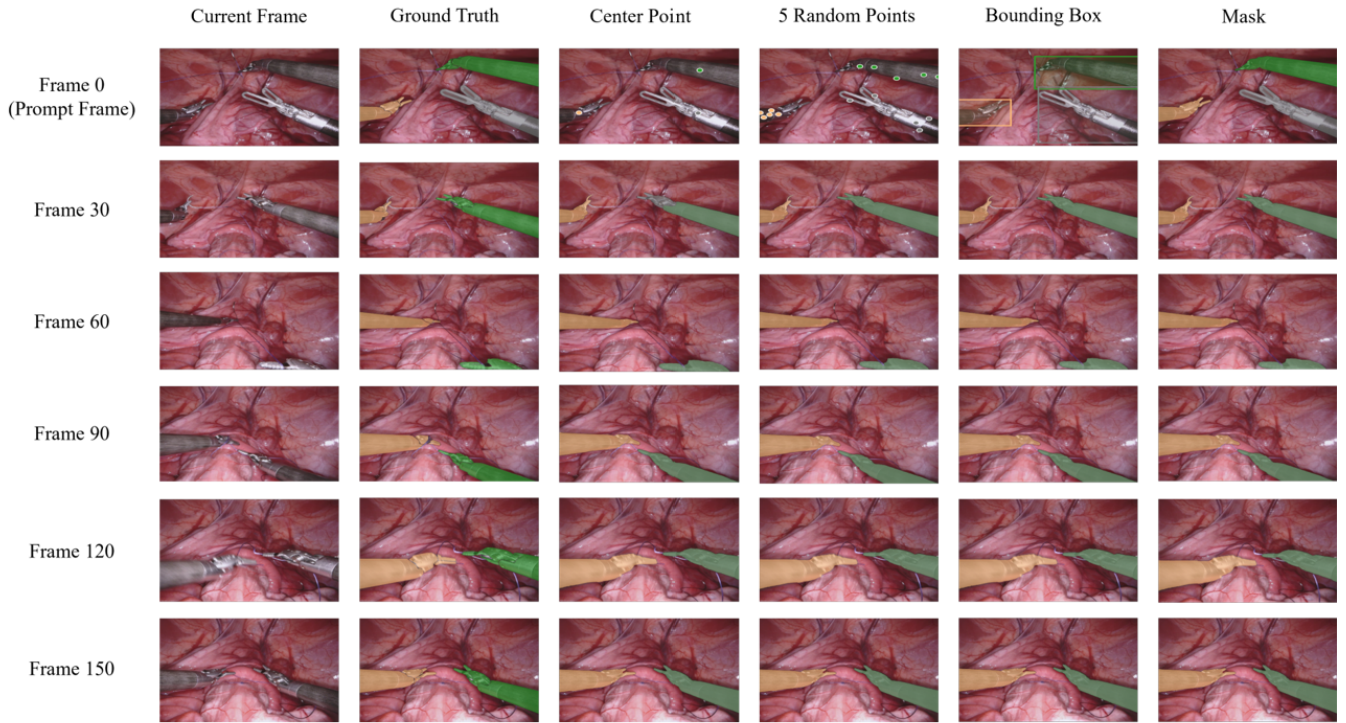 Current Frame
Ground Truth
Center Point
5 Random Points
Bounding Box
Mask
Frame 0
(Prompt Frame)
Frame 30
Frame 60
Frame 90
Frame 120
Frame 150